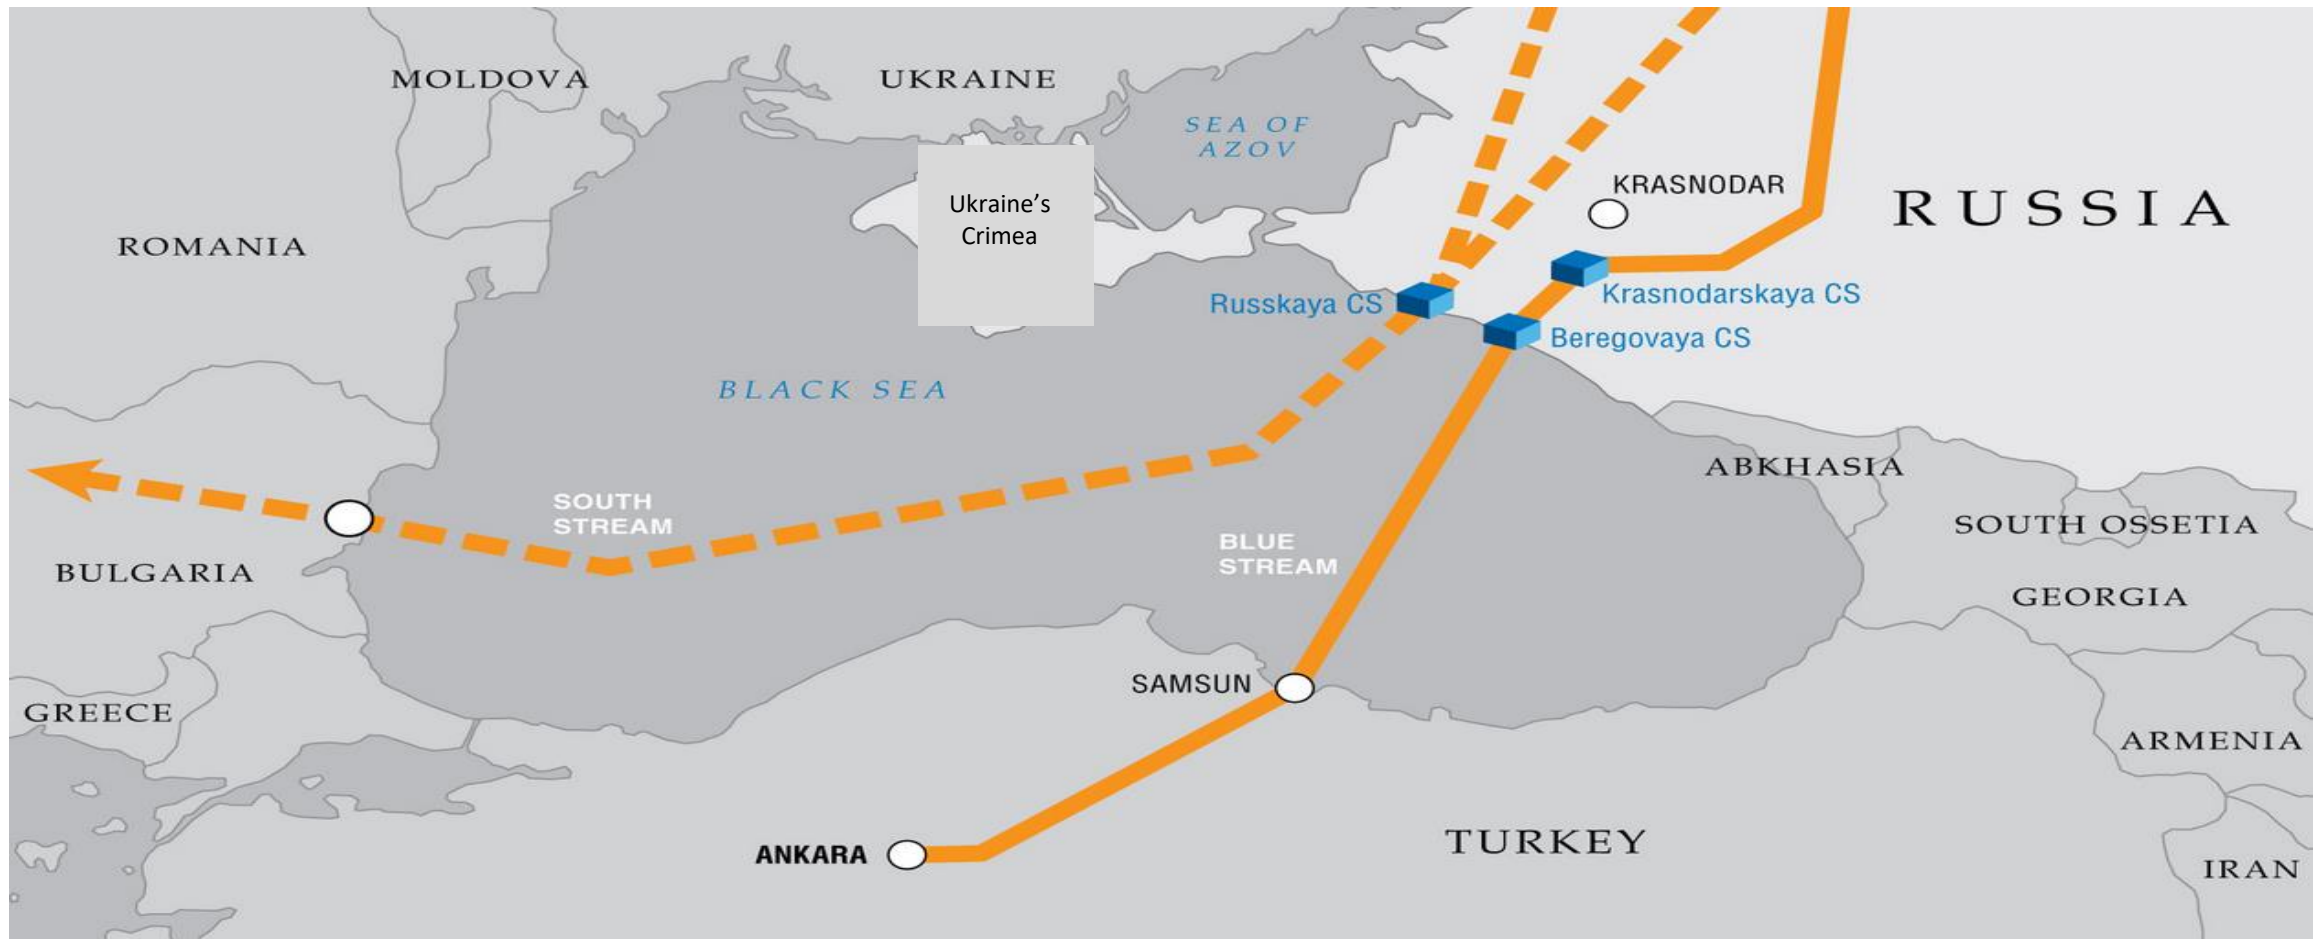 MOLDOVA
UKRAINE
SEA OF
AZOV
KRASNODAR
RUSSIA
Ukraine’s
Crimea
ROMANIA
Russkaya CS
Krasnodarskaya CS
Beregovaya CS
BLACK SEA
ABKHASIA
SOUTH
STREAM
SOUTH OSSETIA
BLUE
STREAM
BULGARIA
GEORGIA
SAMSUN
GREECE
ARMENIA
ANKARA
TURKEY
IRAN